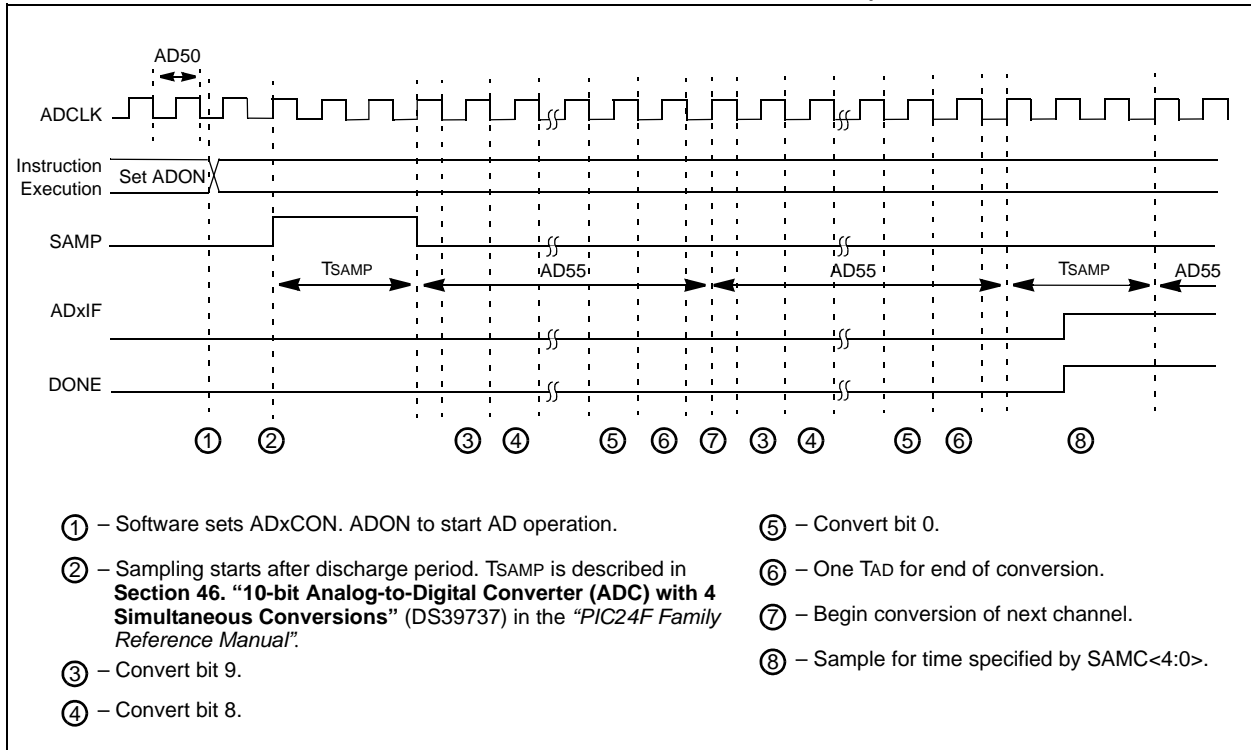 AD50
ADCLK
Instruction
Execution
Set ADON
SAMP
TSAMP
AD55
AD55
TSAMP
AD55
ADxIF
DONE
1 2 3 4 5 6 7 3 4 5 6 8
1 – Software sets ADxCON. ADON to start AD operation.
2 – Sampling starts after discharge period. TSAMP is described in
Section 46. “10-bit Analog-to-Digital Converter (ADC) with 4
Simultaneous Conversions” (DS39737) in the “PIC24F Family
Reference Manual”.
3 – Convert bit 9.
4 – Convert bit 8.
5 – Convert bit 0.
6 – One TAD for end of conversion.
7 – Begin conversion of next channel.
8 – Sample for time specified by SAMC<4:0>.